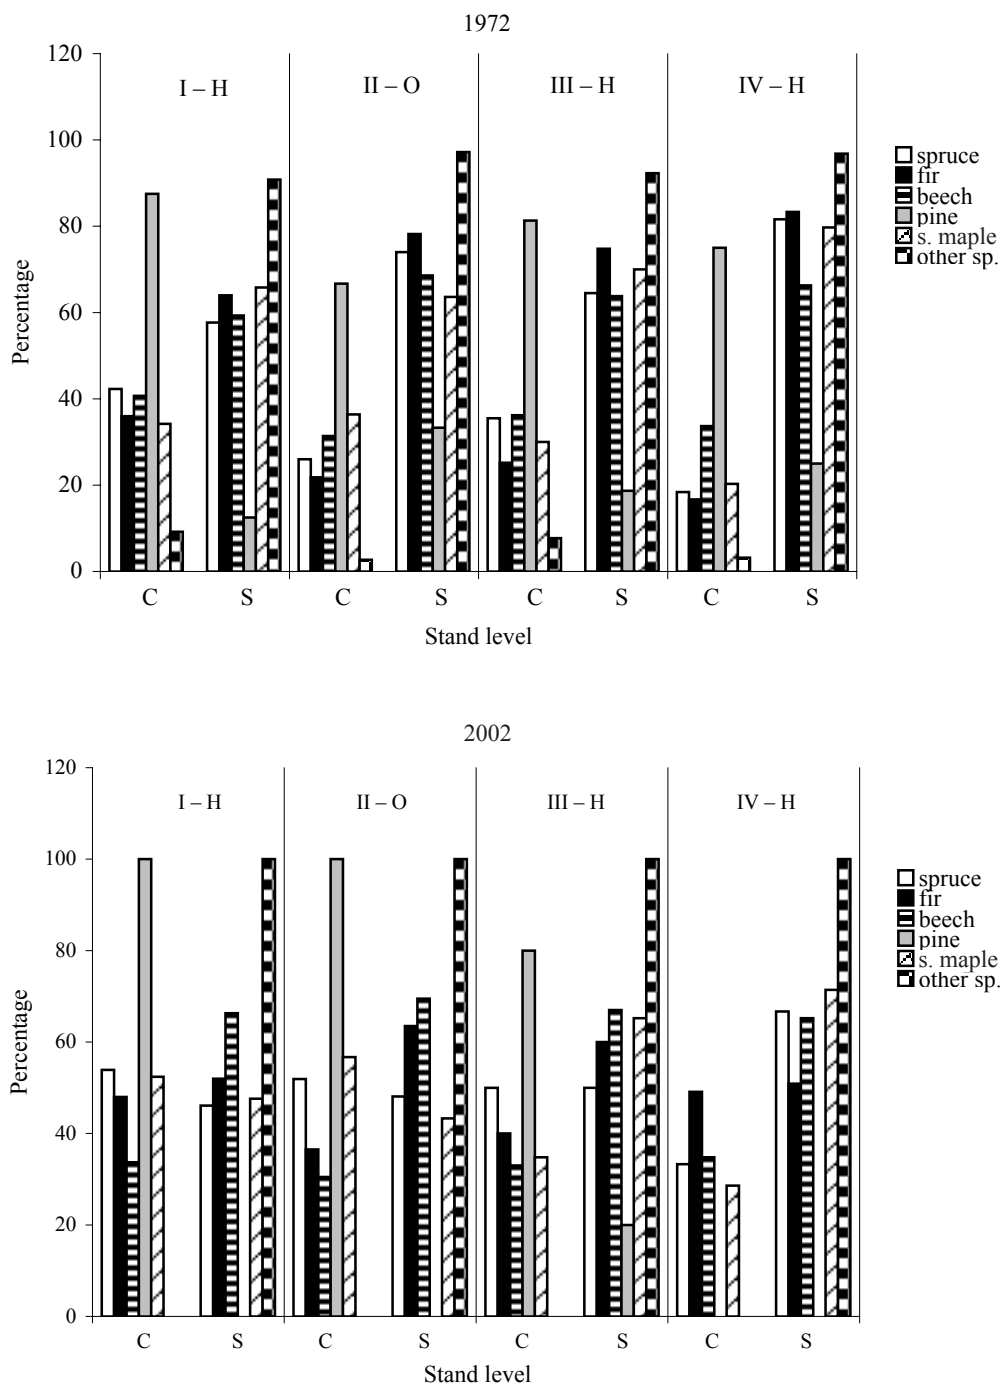 1972
120
100
80
60
40
20
0
Percentage
I – H
II – O
III – H
IV – H
spruce
fir
beech
pine
s. maple
other sp.
C S C S C S C S
Stand level
2002
120
100
80
60
40
20
0
Percentage
I – H
II – O
III – H
IV – H
spruce
fir
beech
pine
s. maple
other sp.
C S C S C S C S
Stand level